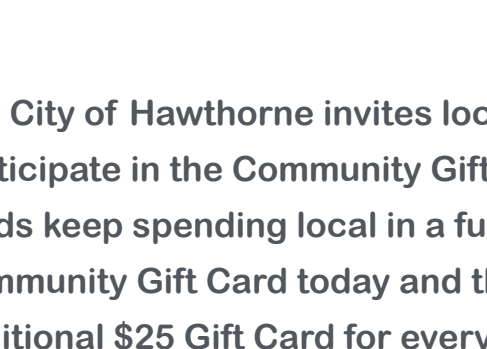 City of Hawthorne invites loc
ticipate in the Community Gift
ds keep spending local in a fu
mmunity Gift Card today and t
itional $25 Gift Card for every